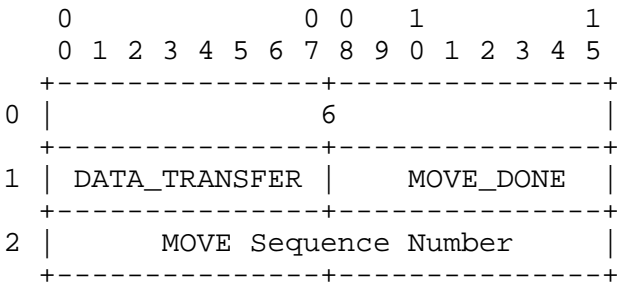 0             0 0   1         1
    0 1 2 3 4 5 6 7 8 9 0 1 2 3 4 5
   +---------------+---------------+
0  |               6               |
   +---------------+---------------+
1  | DATA_TRANSFER |   MOVE_DONE   |
   +---------------+---------------+
2  |      MOVE Sequence Number     |
   +---------------+---------------+